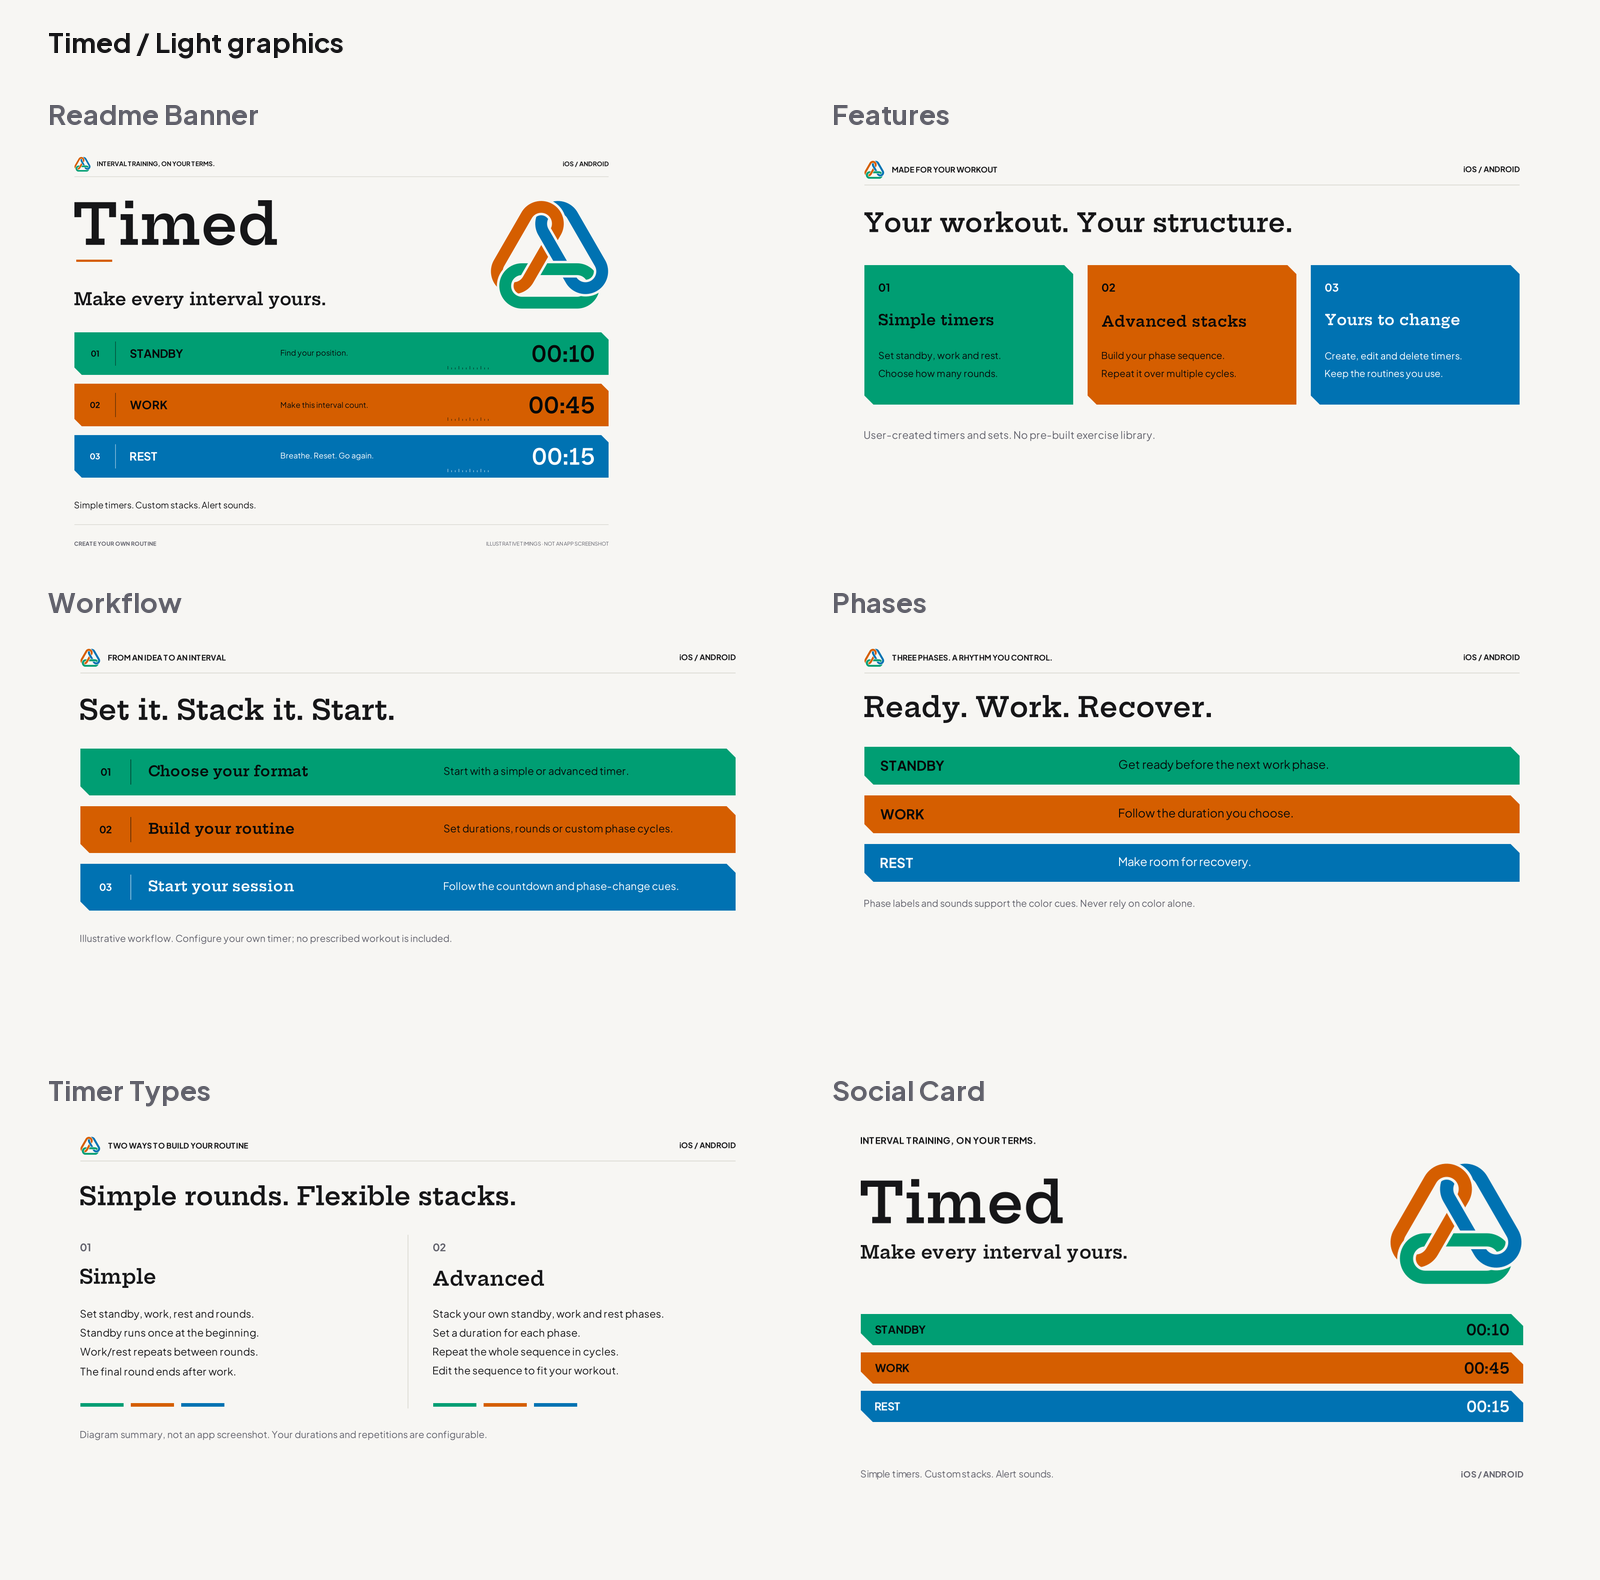 Timed / Light graphics
Readme Banner
INTERVAL TRAINING, ON YOUR TERMS.
iOS / ANDROID
Timed
Make every interval yours.
01
STANDBY
Find your position.
00:10
02
WORK
Make this interval count.
00:45
03
REST
Breathe. Reset. Go again.
00:15
Simple timers. Custom stacks. Alert sounds.
CREATE YOUR OWN ROUTINE
ILLUSTRATIVE TIMINGS · NOT AN APP SCREENSHOT
Features
MADE FOR YOUR WORKOUT
iOS / ANDROID
Your workout. Your structure.
01
Simple timers
Set standby, work and rest.
Choose how many rounds.
02
Advanced stacks
Build your phase sequence.
Repeat it over multiple cycles.
03
Yours to change
Create, edit and delete timers.
Keep the routines you use.
User-created timers and sets. No pre-built exercise library.
Workflow
FROM AN IDEA TO AN INTERVAL
iOS / ANDROID
Set it. Stack it. Start.
01
Choose your format
Start with a simple or advanced timer.
02
Build your routine
Set durations, rounds or custom phase cycles.
03
Start your session
Follow the countdown and phase-change cues.
Illustrative workflow. Configure your own timer; no prescribed workout is included.
Phases
THREE PHASES. A RHYTHM YOU CONTROL.
iOS / ANDROID
Ready. Work. Recover.
STANDBY
Get ready before the next work phase.
WORK
Follow the duration you choose.
REST
Make room for recovery.
Phase labels and sounds support the color cues. Never rely on color alone.
Timer Types
TWO WAYS TO BUILD YOUR ROUTINE
iOS / ANDROID
Simple rounds. Flexible stacks.
01
Simple
Set standby, work, rest and rounds.
Standby runs once at the beginning.
Work/rest repeats between rounds.
The final round ends after work.
02
Advanced
Stack your own standby, work and rest phases.
Set a duration for each phase.
Repeat the whole sequence in cycles.
Edit the sequence to fit your workout.
Diagram summary, not an app screenshot. Your durations and repetitions are configurable.
Social Card
INTERVAL TRAINING, ON YOUR TERMS.
Timed
Make every interval yours.
STANDBY
00:10
WORK
00:45
REST
00:15
Simple timers. Custom stacks. Alert sounds.
iOS / ANDROID